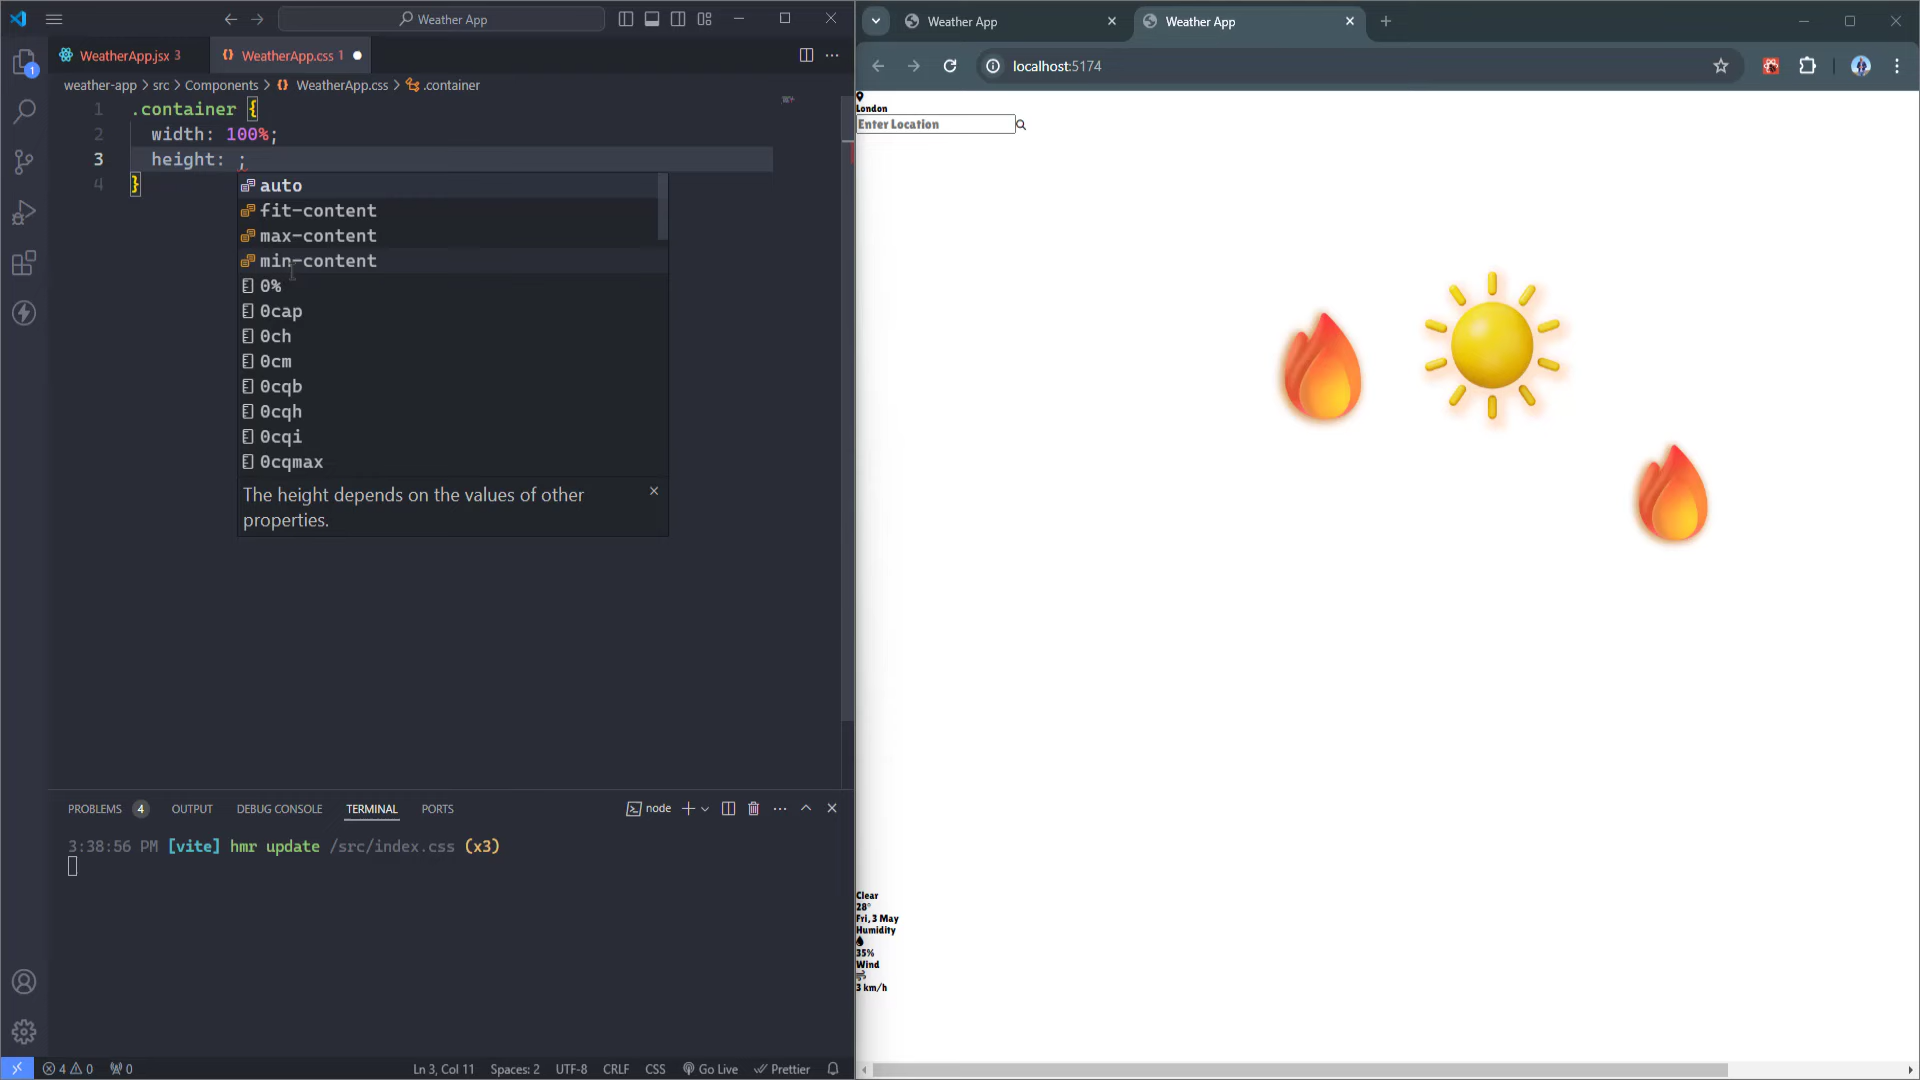 Weather App
WeatherApp.jsx 3
WeatherApp.css 1
weather-app > src > Components > {} WeatherApp.css > .container
1 .container {
2 width: 100%;
3 height: ;
4 }
auto
fit-content
max-content
min-content
0%
0cap
0ch
0cm
0cqb
0cqh
0cqi
0cqmax
The height depends on the values of other
properties.
PROBLEMS 4 OUTPUT DEBUG CONSOLE TERMINAL PORTS
node
3:38:56 PM [vite] hmr update /src/index.css (x3)
4 0 0 Ln 3, Col 11 Spaces: 2 UTF-8 CRLF CSS Go Live Prettier
1
Weather App
Weather App
localhost:5174
London
Enter Location
Clear
28°
Fri, 3 May
Humidity
35%
Wind
3 km/h